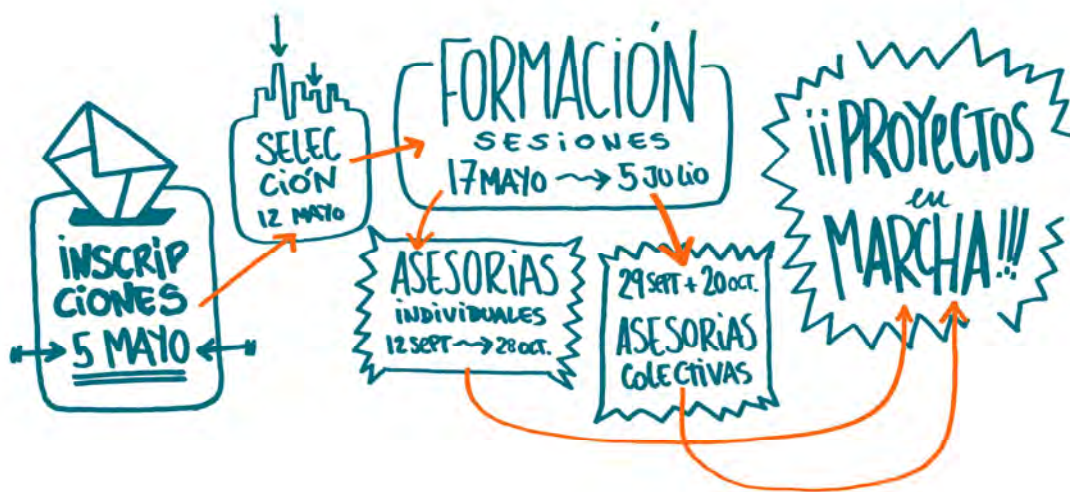 INSCRIP
CIONES
5 MAYO
SELEC
CIÓN
12 MAYO
FORMACIÓN
SESIONES
17 MAYO → 5 JULIO
ASESORIAS
INDIVIDUALES
12 SEPT → 28 OCT.
29 SEPT + 20 OCT.
ASESORIAS
COLECTIVAS
¡¡PROYECTOS
en
MARCHA!!!